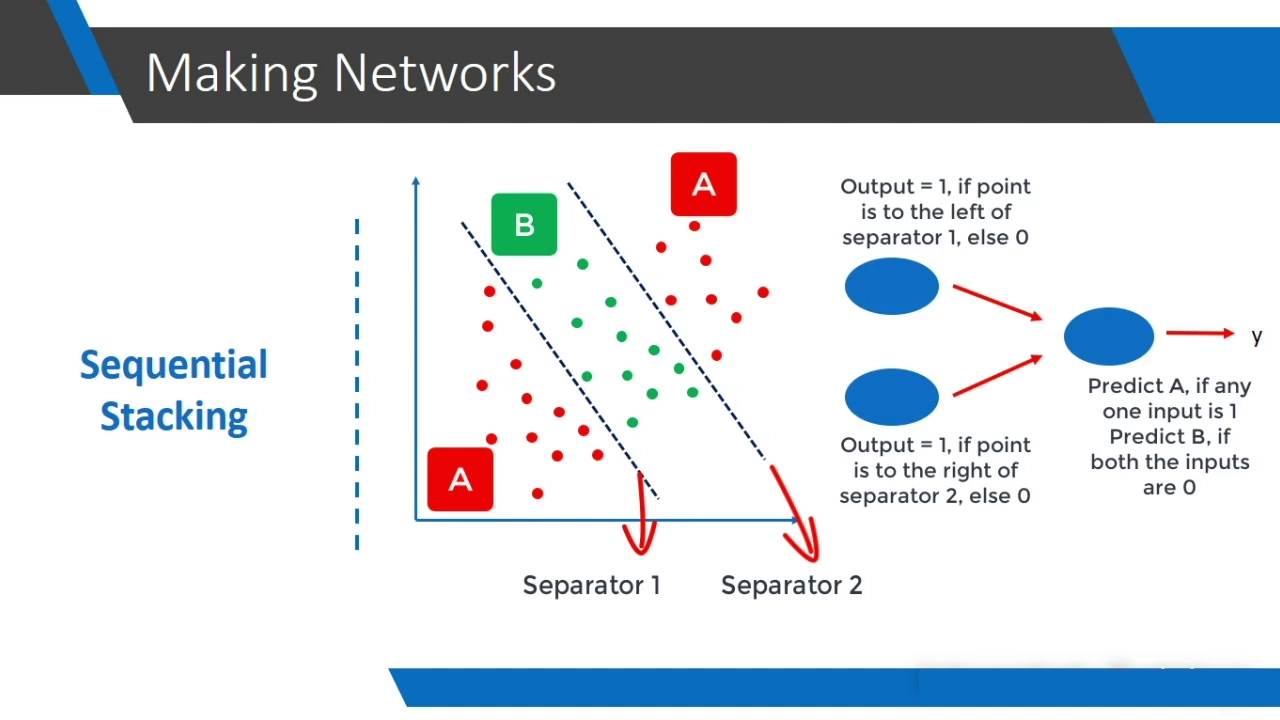 Making Networks
Sequential
Stacking
B
A
A
Separator 1
Separator 2
Output = 1, if point
is to the left of
separator 1, else 0
Output = 1, if point
is to the right of
separator 2, else 0
y
Predict A, if any
one input is 1
Predict B, if
both the inputs
are 0